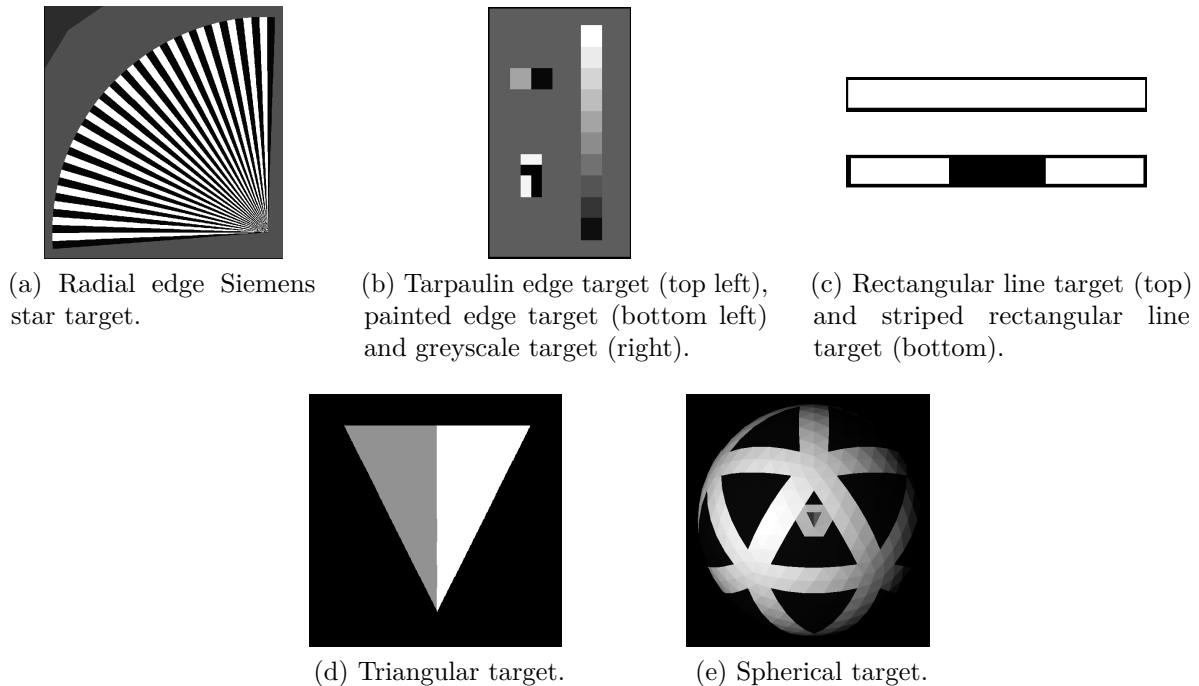 (a) Radial edge Siemens
star target.
(b) Tarpaulin edge target (top left),
painted edge target (bottom left)
and greyscale target (right).
(c) Rectangular line target (top)
and striped rectangular line
target (bottom).
(d) Triangular target.
(e) Spherical target.